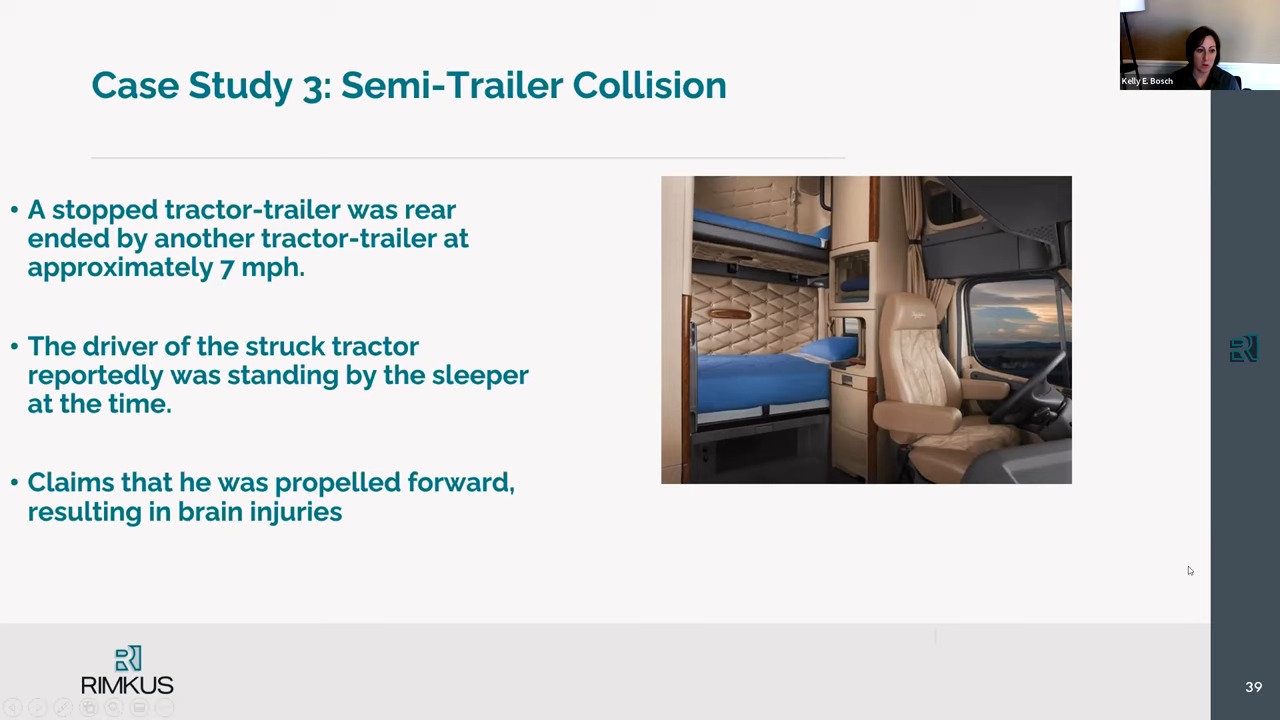 Case Study 3: Semi-Trailer Collision
Kelly E. Bosch
• A stopped tractor-trailer was rear
ended by another tractor-trailer at
approximately 7 mph.
• The driver of the struck tractor
reportedly was standing by the sleeper
at the time.
• Claims that he was propelled forward,
resulting in brain injuries
RIMKUS
39